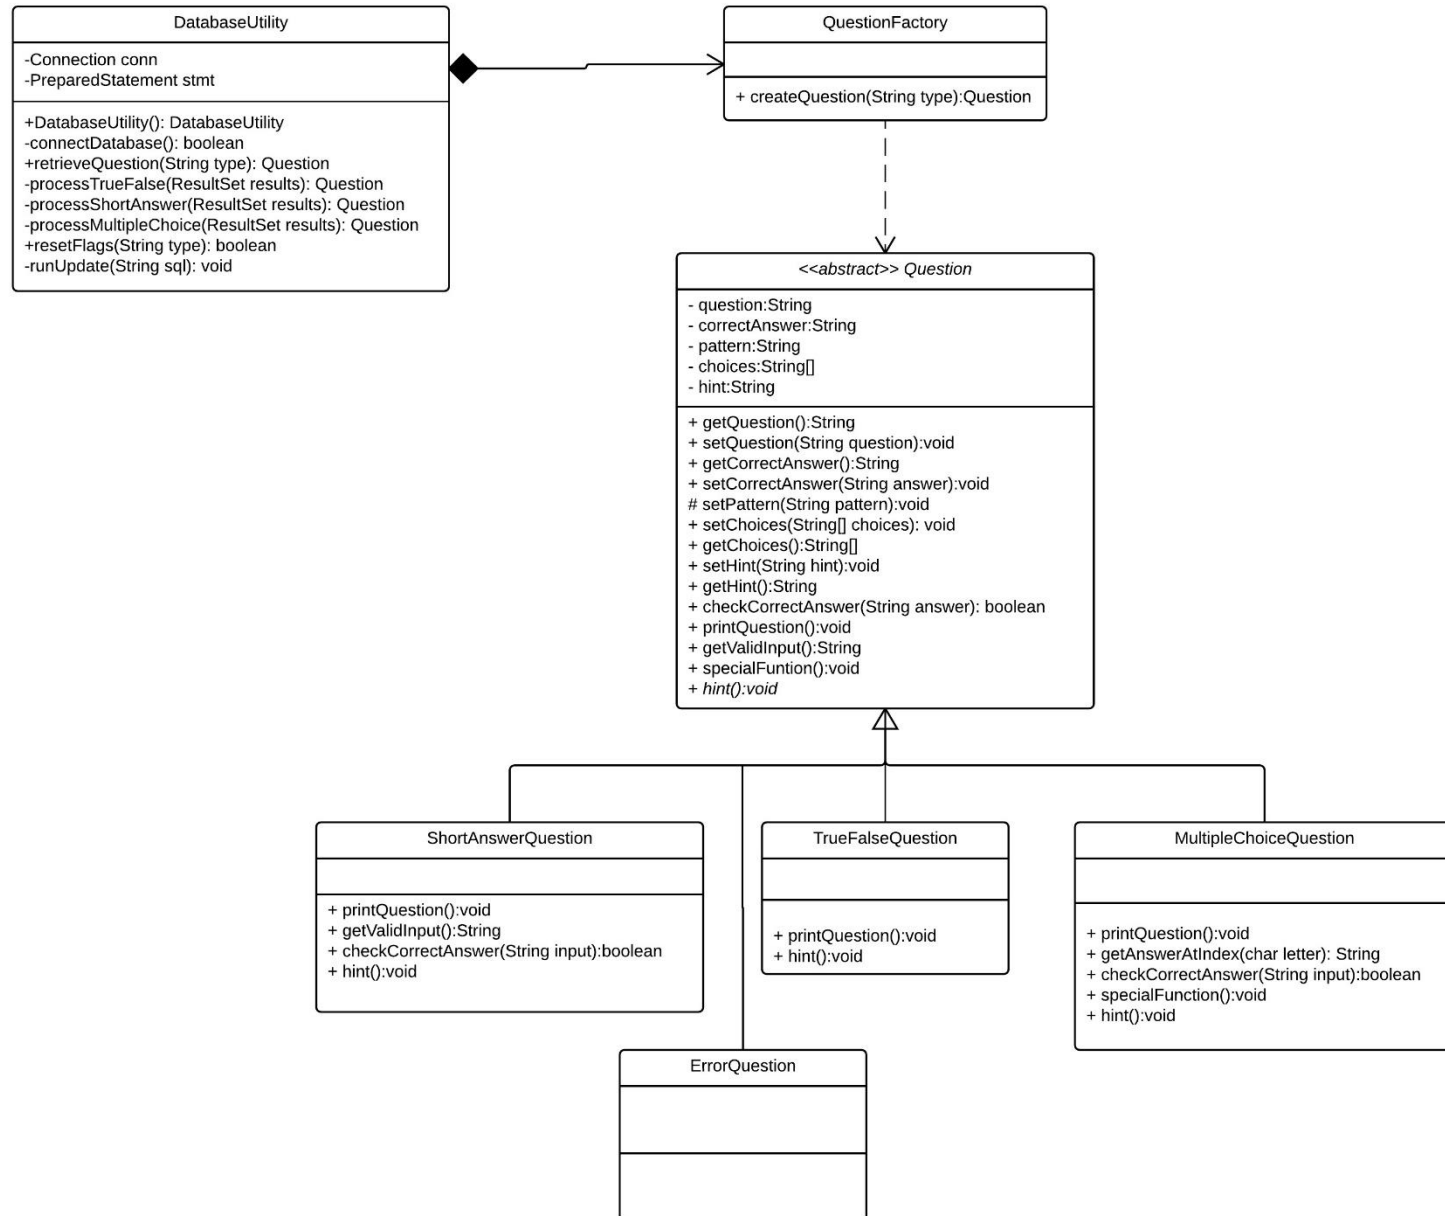 DatabaseUtility
-Connection conn
-PreparedStatement stmt
+DatabaseUtility(): DatabaseUtility
-connectDatabase(): boolean
+retrieveQuestion(String type): Question
-processTrueFalse(ResultSet results): Question
-processShortAnswer(ResultSet results): Question
-processMultipleChoice(ResultSet results): Question
+resetFlags(String type): boolean
-runUpdate(String sql): void
QuestionFactory
+ createQuestion(String type):Question
<<abstract>> Question
- question:String
- correctAnswer:String
- pattern:String
- choices:String[]
- hint:String
+ getQuestion():String
+ setQuestion(String question):void
+ getCorrectAnswer():String
+ setCorrectAnswer(String answer):void
# setPattern(String pattern):void
+ setChoices(String[] choices): void
+ getChoices():String[]
+ setHint(String hint):void
+ getHint():String
+ checkCorrectAnswer(String answer): boolean
+ printQuestion():void
+ getValidInput():String
+ specialFuntion():void
+ hint():void
ShortAnswerQuestion
+ printQuestion():void
+ getValidInput():String
+ checkCorrectAnswer(String input):boolean
+ hint():void
TrueFalseQuestion
+ printQuestion():void
+ hint():void
MultipleChoiceQuestion
+ printQuestion():void
+ getAnswerAtIndex(char letter): String
+ checkCorrectAnswer(String input):boolean
+ specialFunction():void
+ hint():void
ErrorQuestion